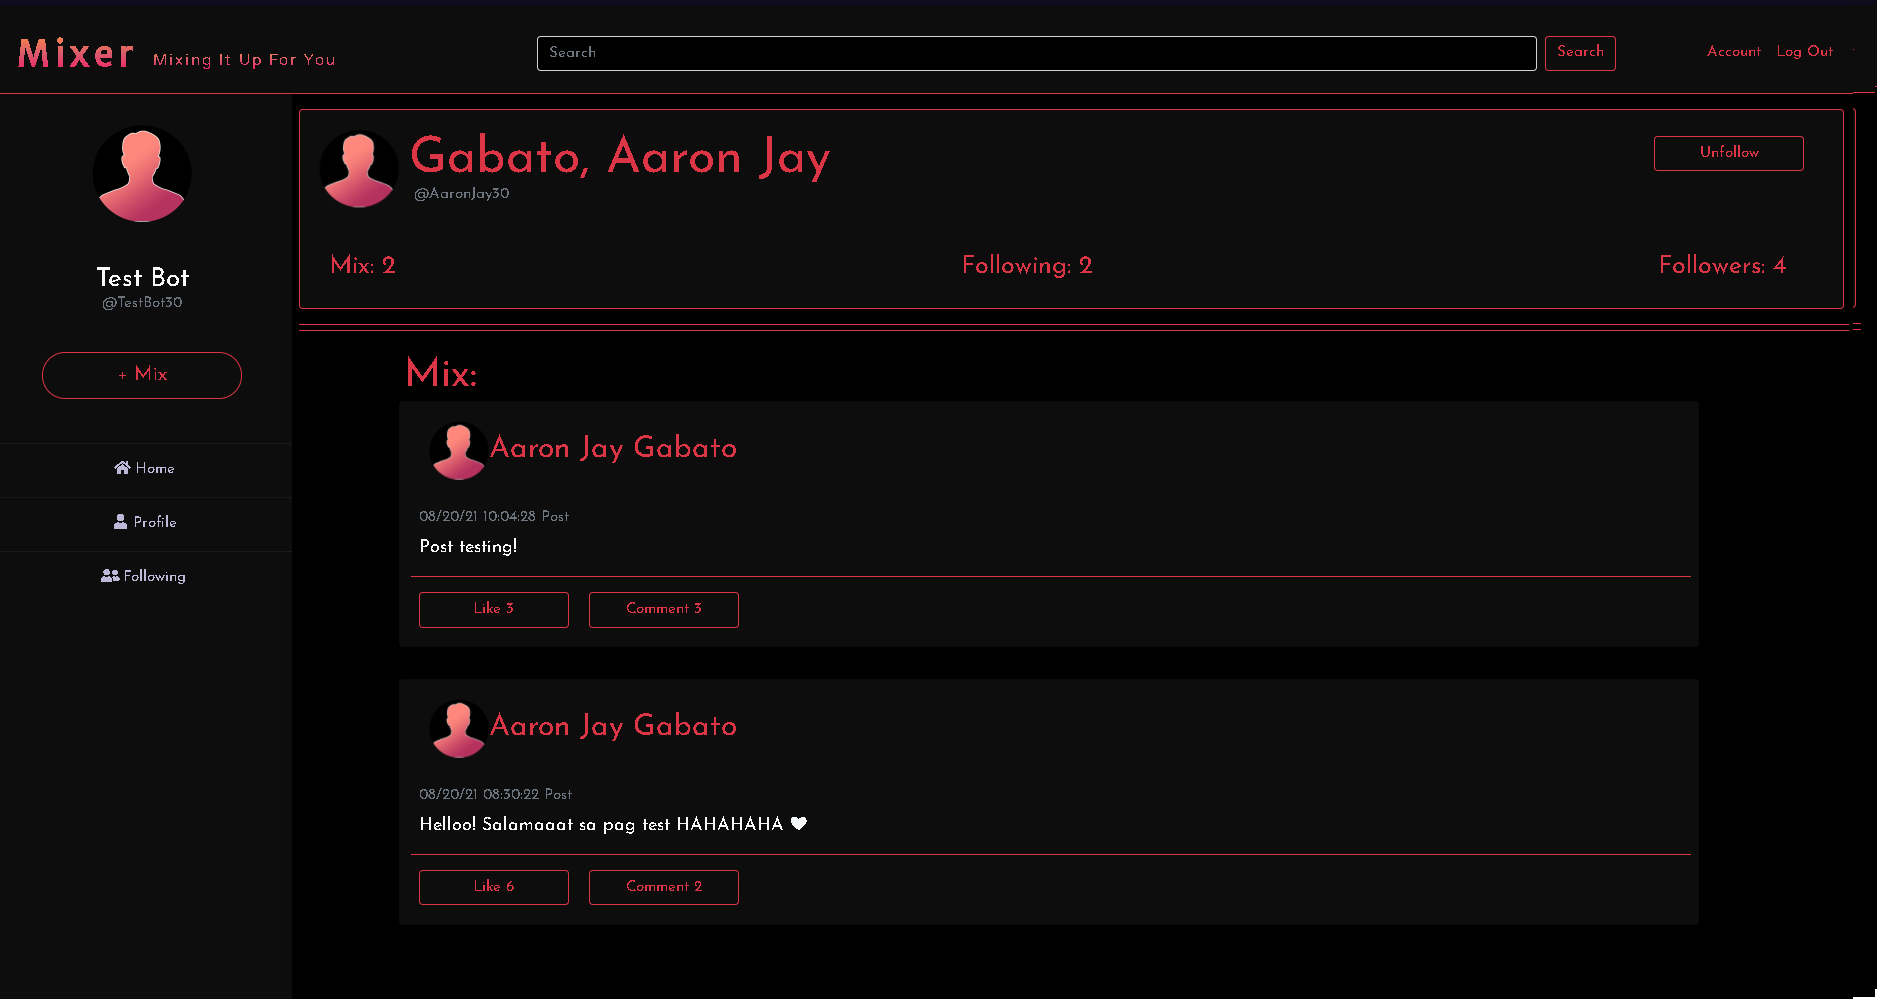 Mixer Mixing It Up For You
Search
Search
Account Log Out
Test Bot
@TestBot30
+ Mix
Home
Profile
Following
Gabato, Aaron Jay
@AaronJay30
Unfollow
Mix: 2
Following: 2
Followers: 4
Mix:
Aaron Jay Gabato
08/20/21 10:04:28 Post
Post testing!
Like 3
Comment 3
Aaron Jay Gabato
08/20/21 08:30:22 Post
Helloo! Salamaaat sa pag test HAHAHAHA 🤍
Like 6
Comment 2